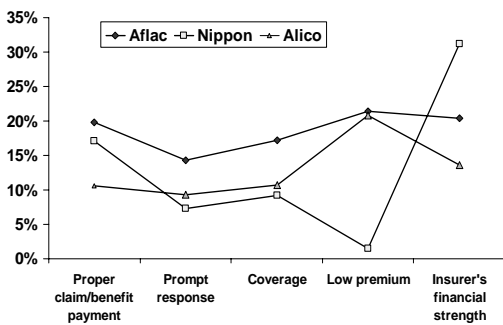 35%
30%
25%
20%
15%
10%
5%
0%
Aflac Nippon Alico
Proper claim/benefit payment
Prompt response
Coverage
Low premium
Insurer's financial strength